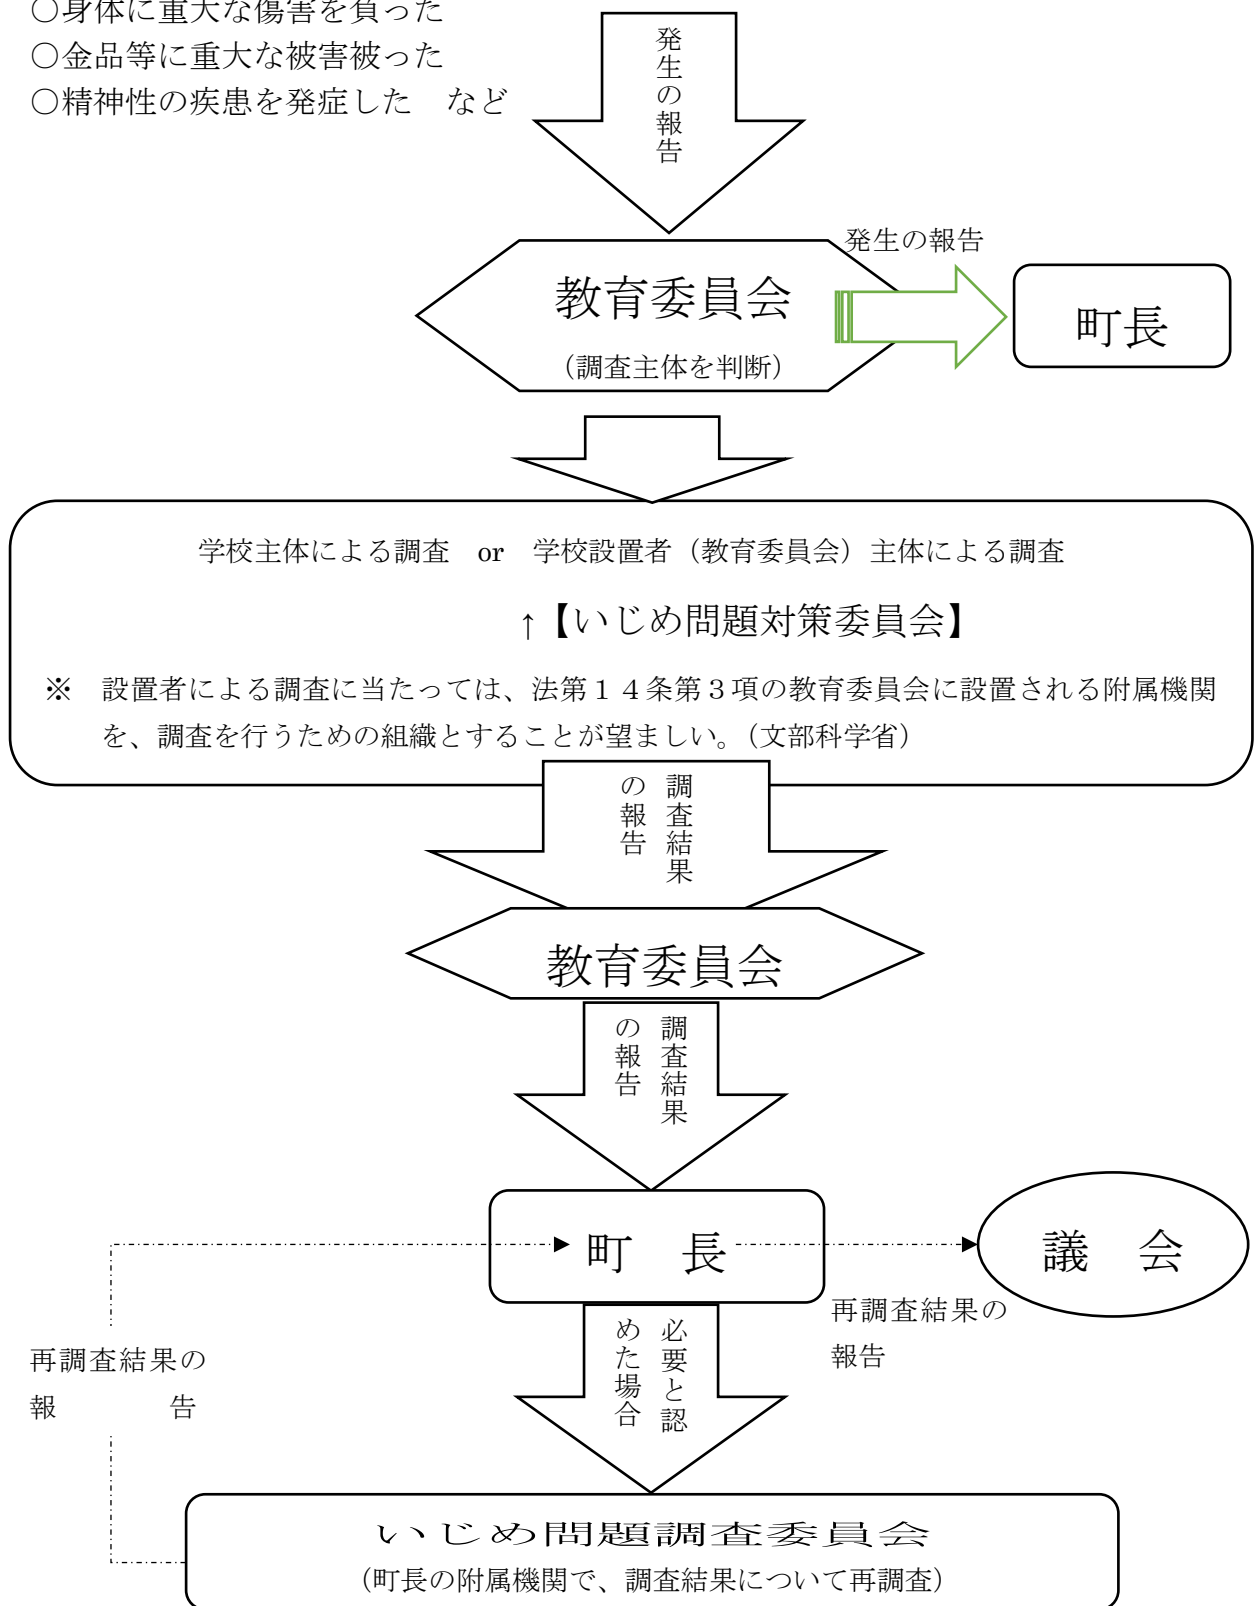 ○身体に重大な傷害を負った
○金品等に重大な被害被った
○精神性の疾患を発症した　など
発生の報告
発生の報告
教育委員会
（調査主体を判断）
町長
学校主体による調査　or　学校設置者（教育委員会）主体による調査
↑【いじめ問題対策委員会】
※　設置者による調査に当たっては、法第１４条第３項の教育委員会に設置される附属機関
を、調査を行うための組織とすることが望ましい。（文部科学省）
調査結果
の報告
教育委員会
調査結果
の報告
町　長
議　会
再調査結果の
報告
必要と認
めた場合
再調査結果の
報　　　　告
いじめ問題調査委員会
（町長の附属機関で、調査結果について再調査）